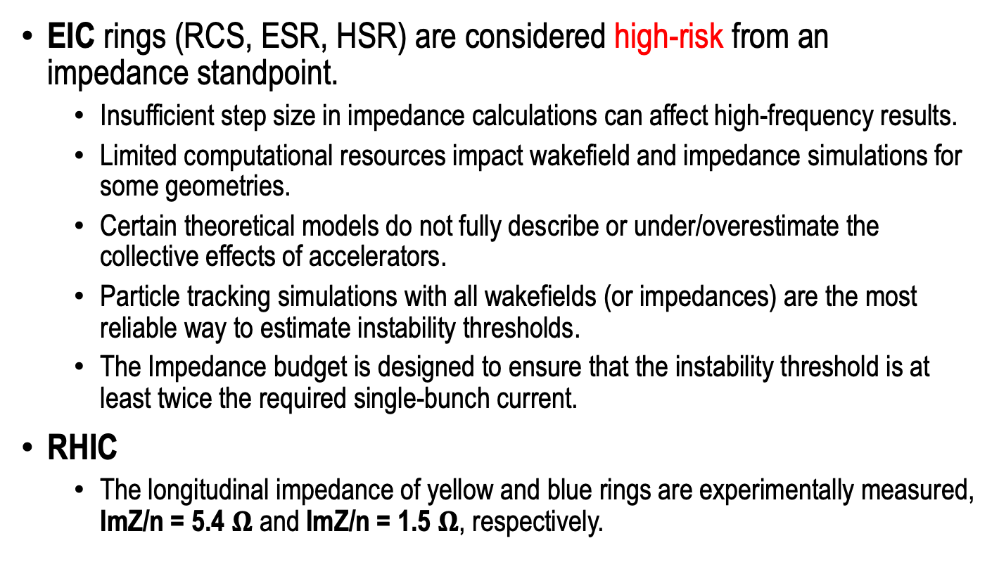 • EIC rings (RCS, ESR, HSR) are considered high-risk from an
impedance standpoint.
• Insufficient step size in impedance calculations can affect high-frequency results.
• Limited computational resources impact wakefield and impedance simulations for
some geometries.
• Certain theoretical models do not fully describe or under/overestimate the
collective effects of accelerators.
• Particle tracking simulations with all wakefields (or impedances) are the most
reliable way to estimate instability thresholds.
• The Impedance budget is designed to ensure that the instability threshold is at
least twice the required single-bunch current.
• RHIC
• The longitudinal impedance of yellow and blue rings are experimentally measured,
ImZ/n = 5.4 Ω and ImZ/n = 1.5 Ω, respectively.